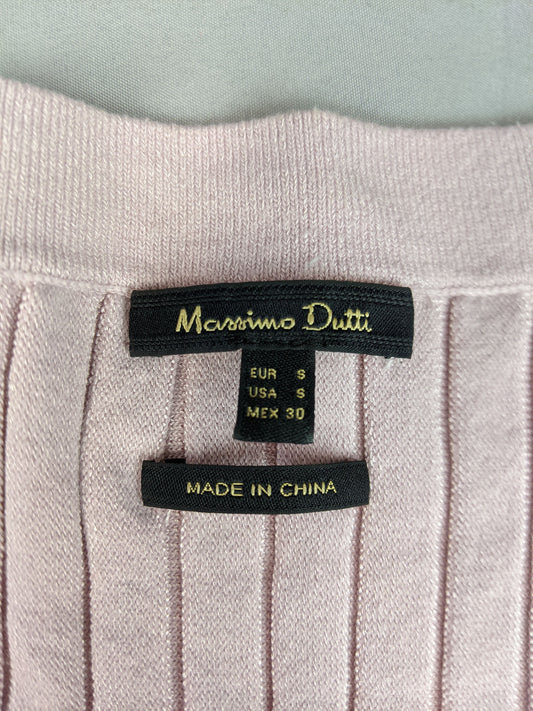 Massimo Dutti
EUR S
USA S
MEX 30
MADE IN CHINA